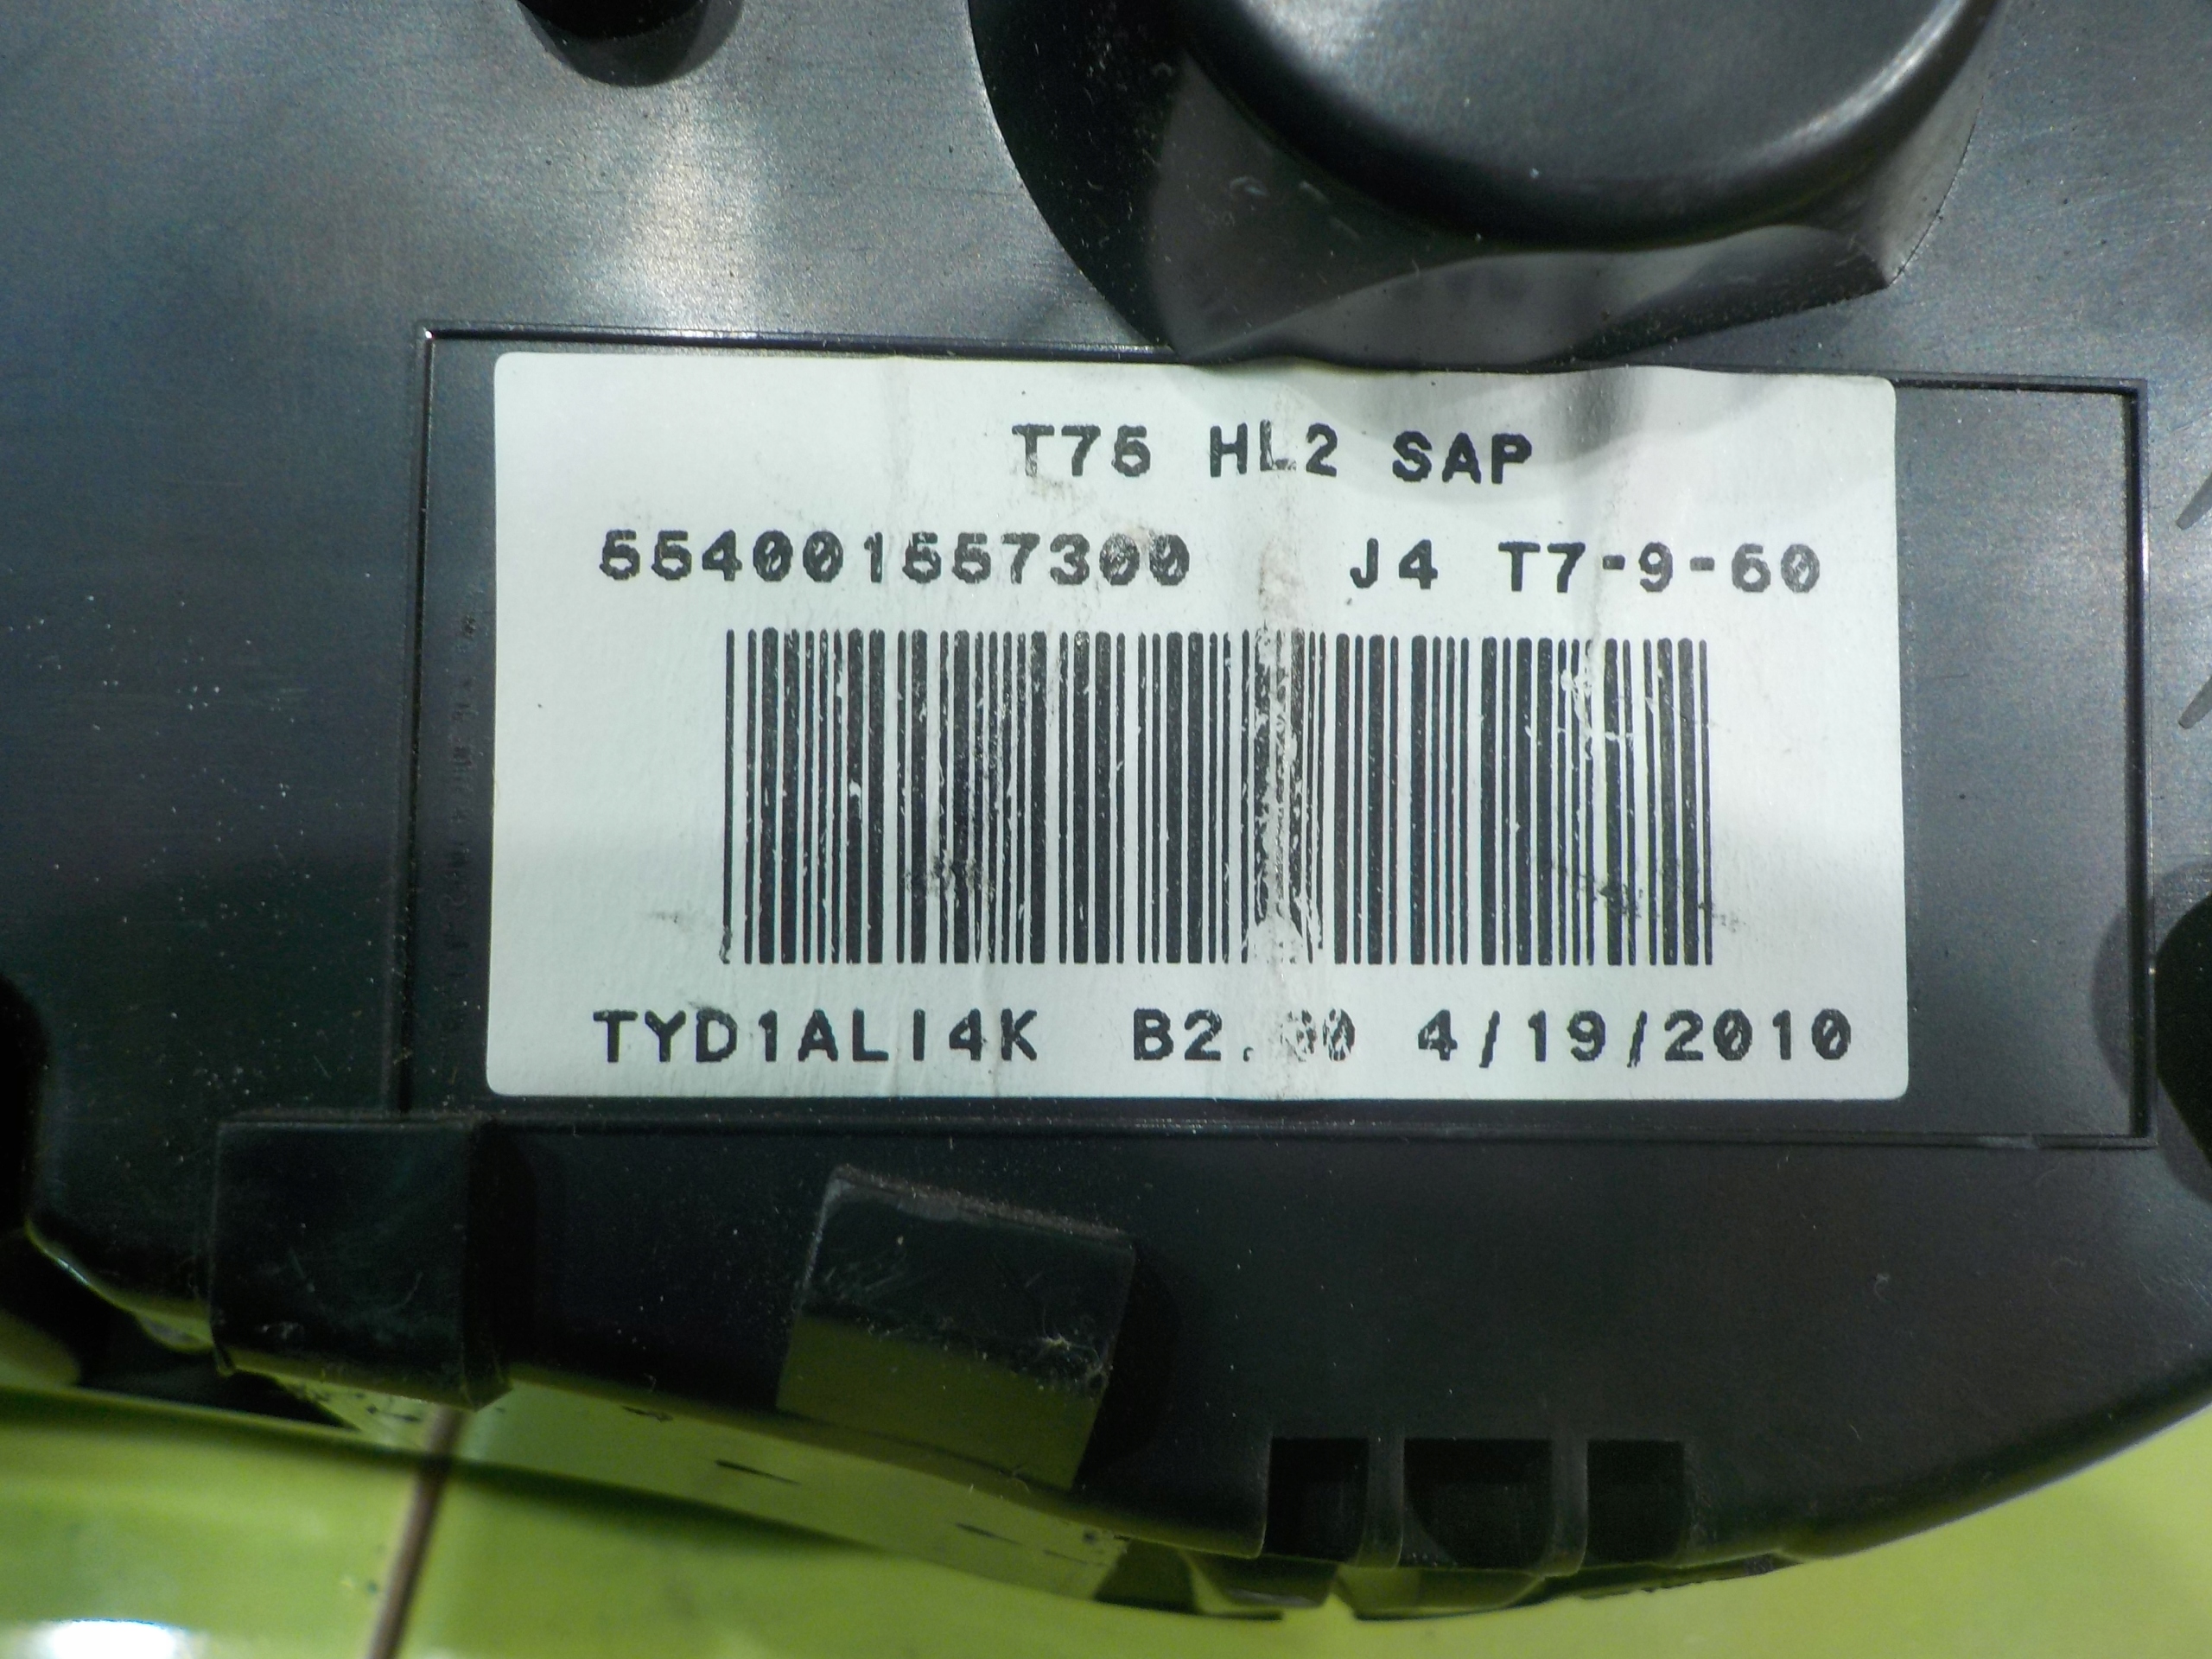 T75 HL2 SAP
554001557300 J4 T7-9-60
TYD1ALI4K 4/19/2010